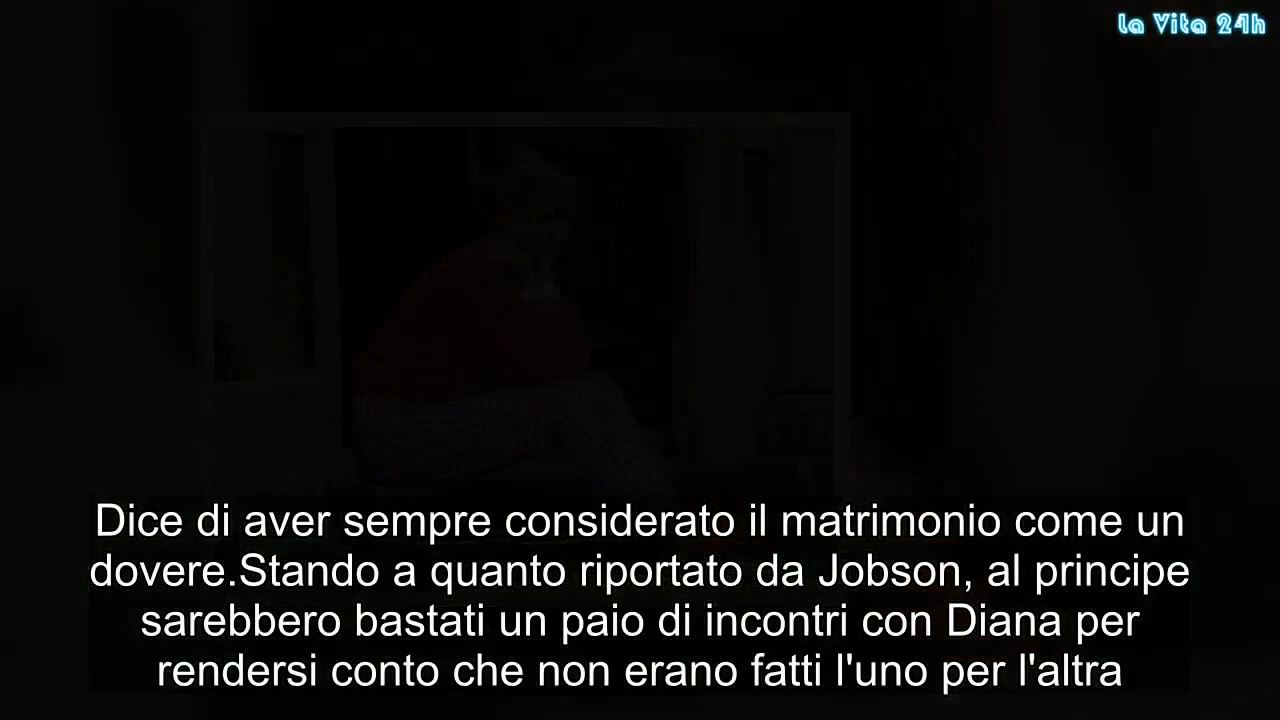 La Vita 24h
Dice di aver sempre considerato il matrimonio come un
dovere.Stando a quanto riportato da Jobson, al principe
sarebbero bastati un paio di incontri con Diana per
rendersi conto che non erano fatti l'uno per l'altra